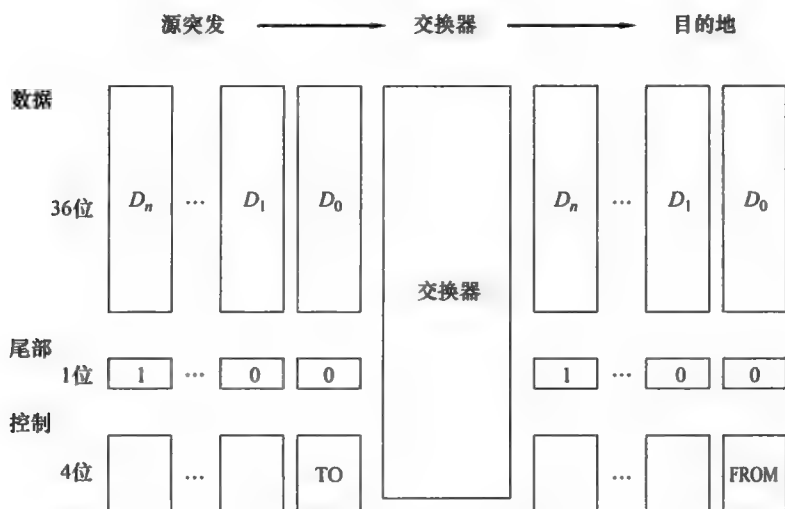 源突发 交换器 目的地
数据
36位 Dn ... D1 D0 交换器 Dn ... D1 D0
尾部
1位 1 ... 0 0 1 ... 0 0
控制
4位 ... TO ... FROM